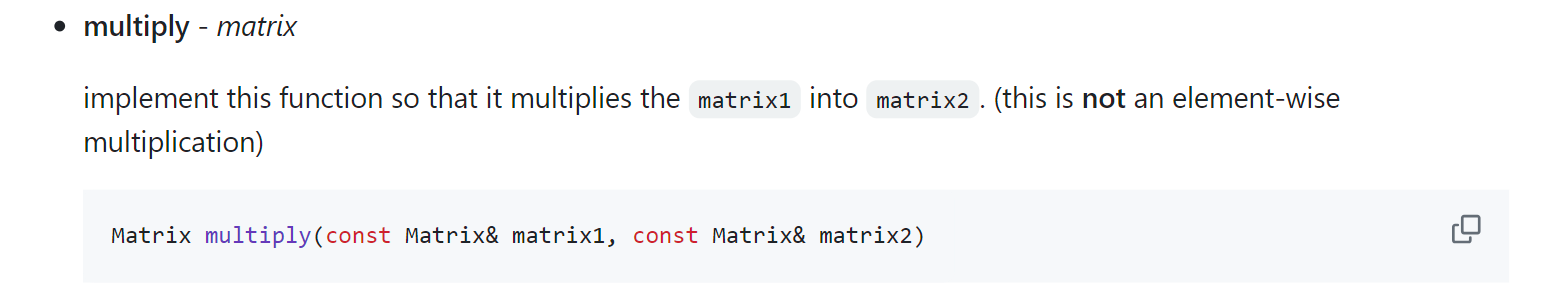 multiply - matrix
implement this function so that it multiplies the matrix1 into matrix2. (this is not an element-wise
multiplication)
Matrix multiply(const Matrix& matrix1, const Matrix& matrix2)